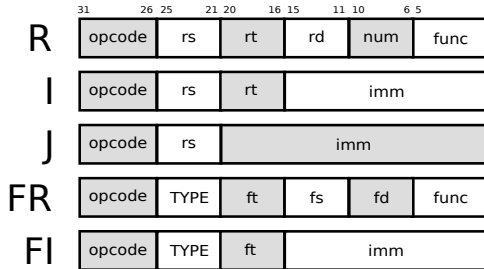 31 26 25 21 20 16 15 11 10 6 5
R opcode rs rt rd num func
I opcode rs rt imm
J opcode rs imm
FR opcode TYPE ft fs fd func
FI opcode TYPE ft imm